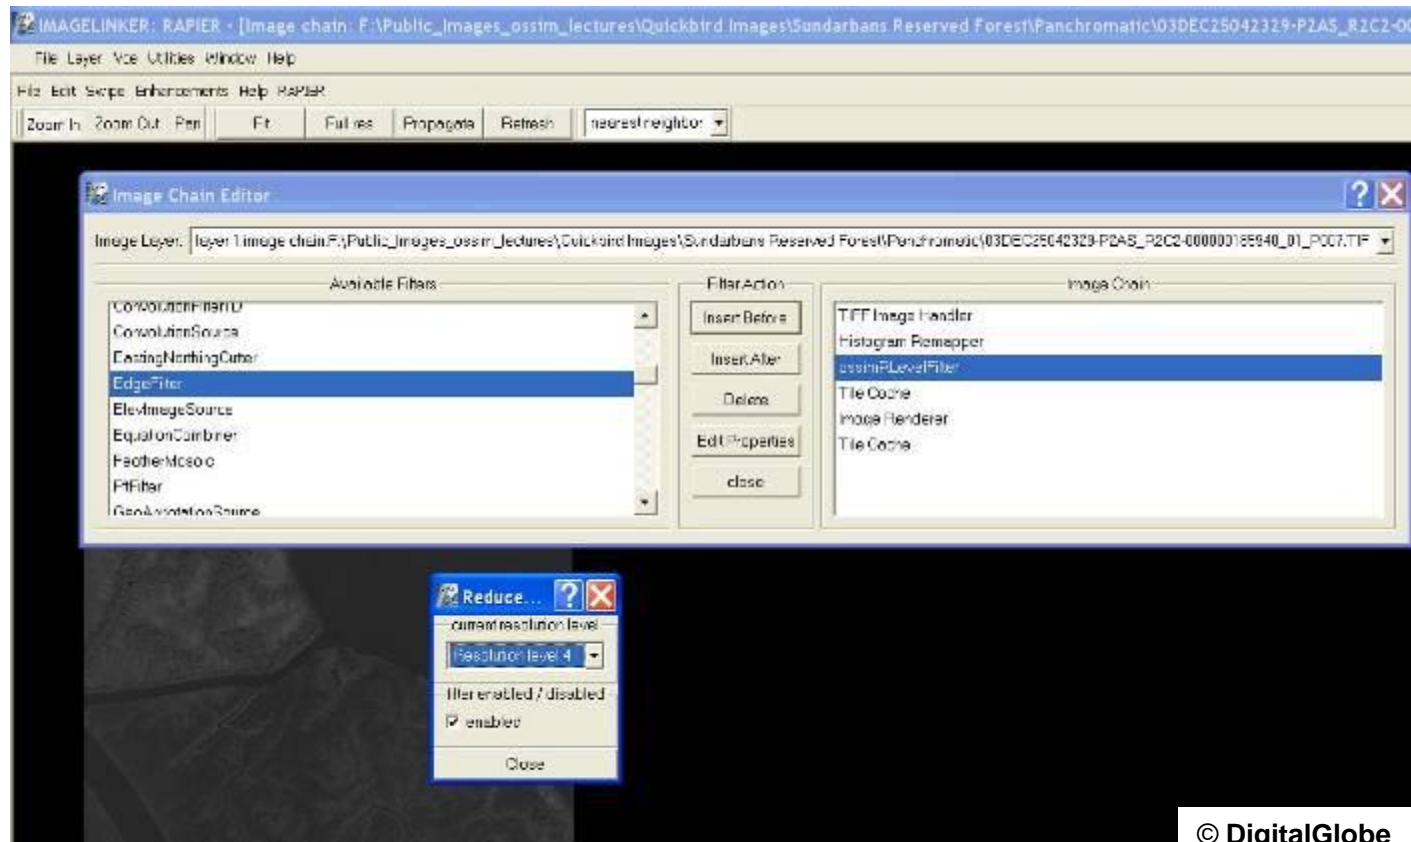 IMAGELINKER: RAPIER - [Image chain: F:\Public_Images_ossim_lectures\Quickbird Images\Sundarbans Reserved Forest\Panchromatic\03DEC25042329-P2AS_R2C2-00
File Layer Vce Utilities Window Help
File Edit Swipe Enhancements Help RAPIER
Zoom In Zoom Out Pan Fit Full res Propagate Refresh nearest neighbor
Image Chain Editor
Image Layer: layer 1 image chain:F:\Public_Images_ossim_lectures\Quickbird Images\Sundarbans Reserved Forest\Panchromatic\03DEC25042329-P2AS_R2C2-000000185940_01_P007.TIF
Available Filters Filter Action Image Chain
ConvolutionFilter1D
ConvolutionSource
EastingNorthingCutter
EdgeFilter
ElevImageSource
EquationCombiner
FeatherMosaic
FftFilter
GeoAnnotationSource
Insert Before
Insert After
Delete
Edit Properties
close
TIFF Image Handler
Histogram Remapper
ossimRLevelFilter
Tile Cache
Image Renderer
Tile Cache
Reduce...
current resolution level
Resolution level 4
filter enabled / disabled
enabled
Close
© DigitalGlobe